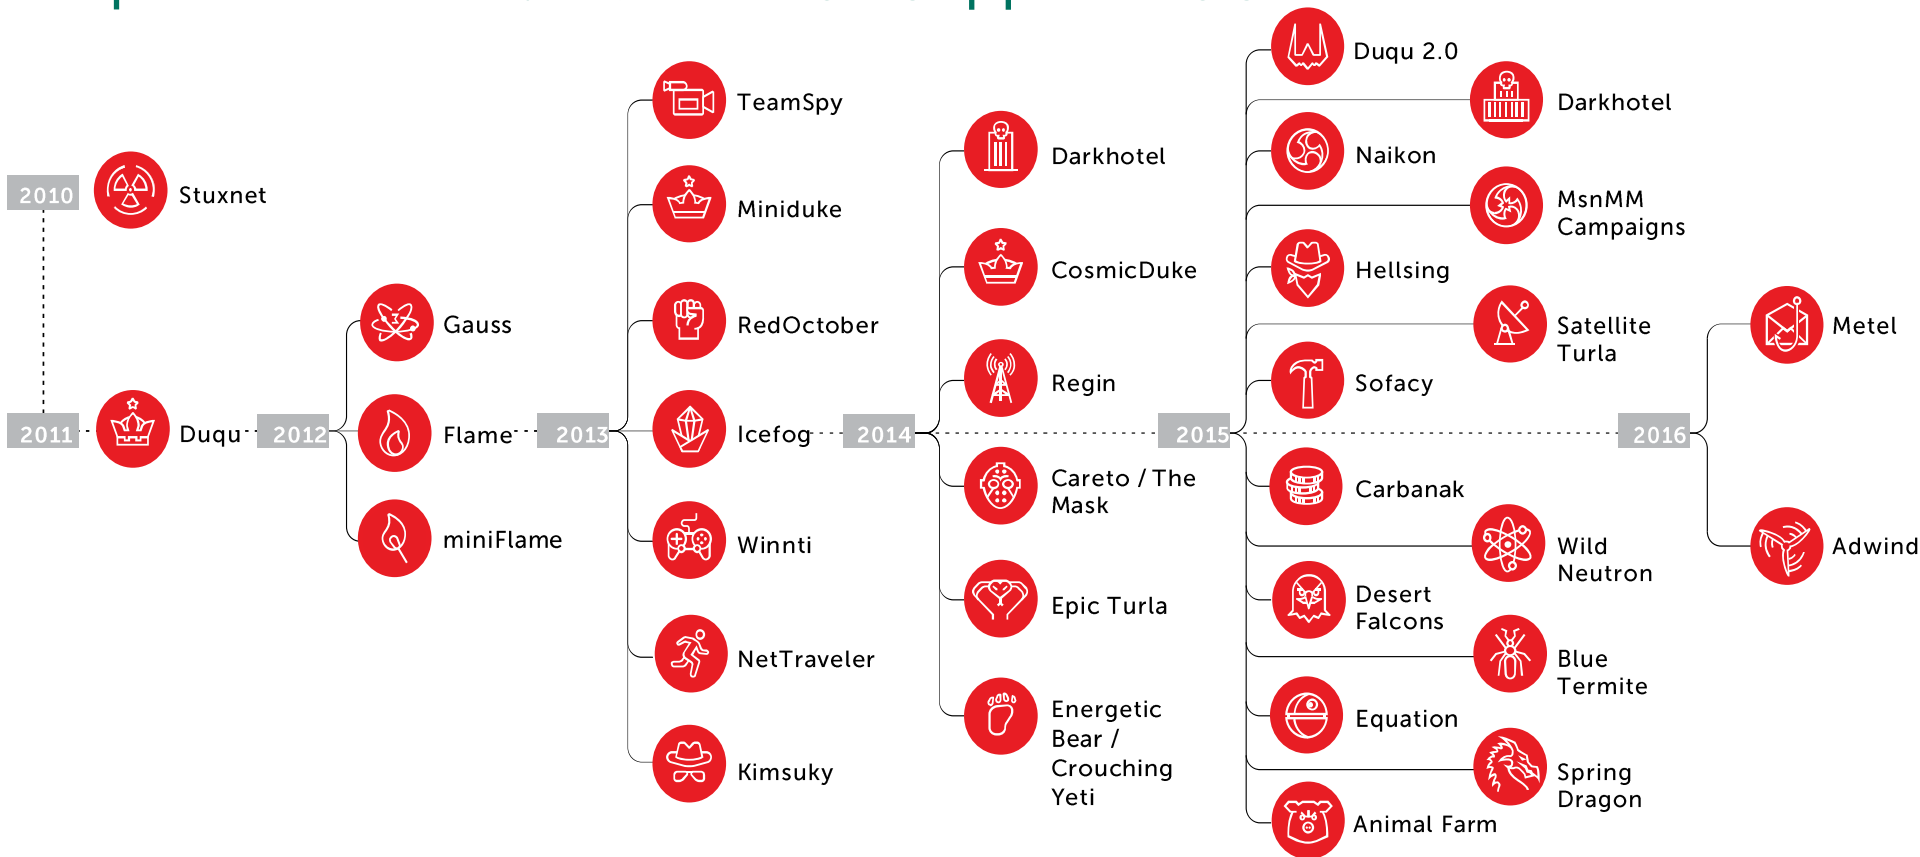 2010
Stuxnet
2011
Duqu
2012
Gauss
Flame
miniFlame
2013
TeamSpy
Miniduke
RedOctober
Icefog
Winnti
NetTraveler
Kimsuky
2014
Darkhotel
CosmicDuke
Regin
Careto / The
Mask
Epic Turla
Energetic
Bear /
Crouching
Yeti
2015
Duqu 2.0
Darkhotel
Naikon
MsnMM
Campaigns
Hellsing
Satellite
Turla
Sofacy
Carbanak
Wild
Neutron
Desert
Falcons
Blue
Termite
Equation
Spring
Dragon
Animal Farm
2016
Metel
Adwind